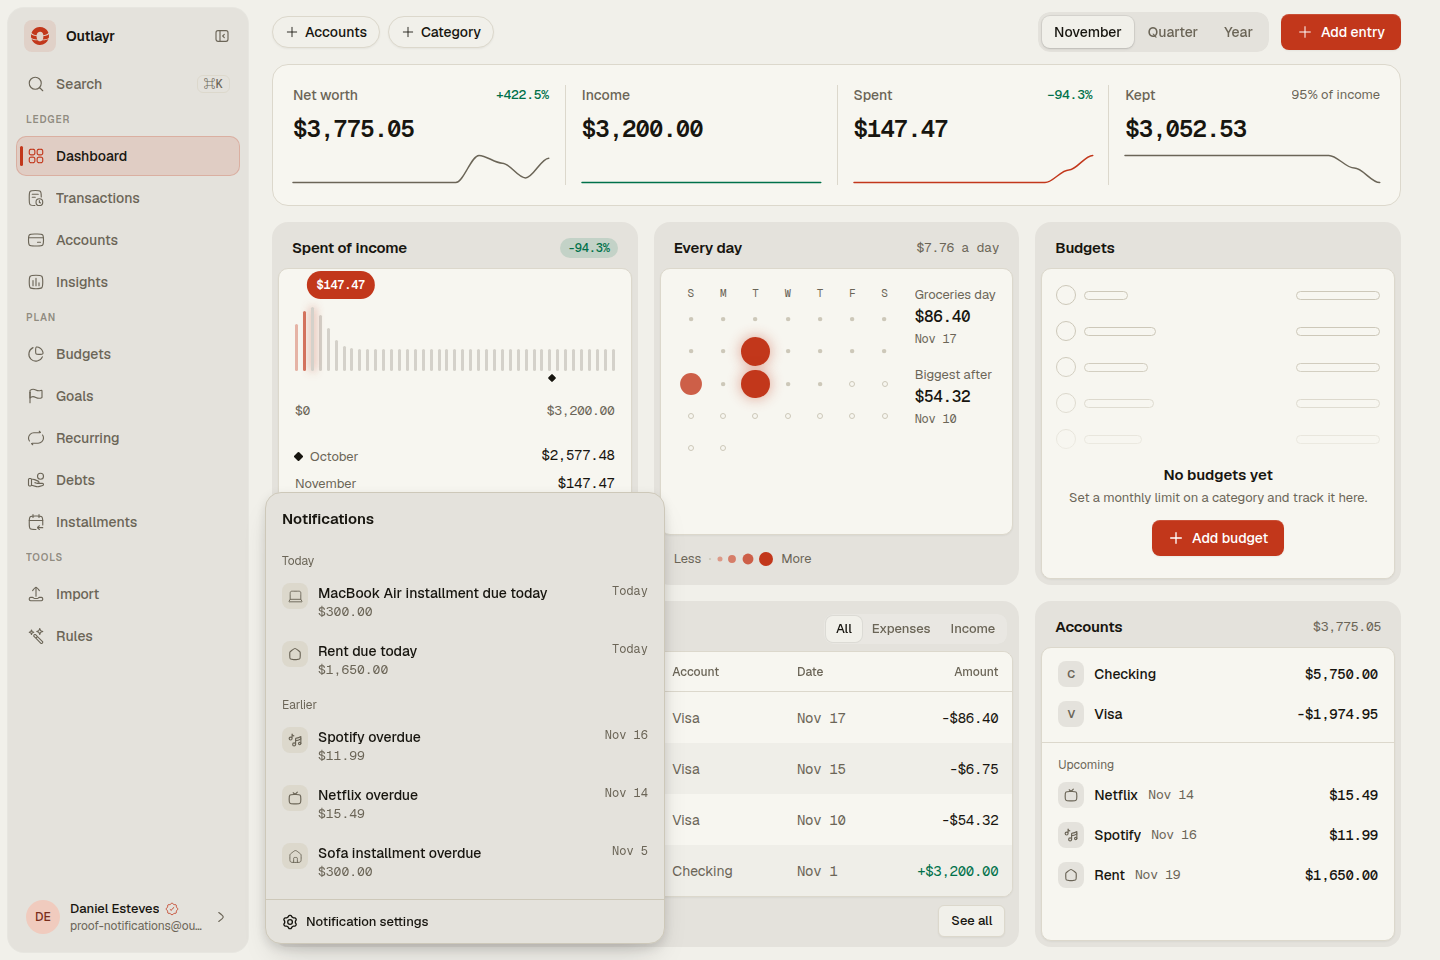 Outlayr
Search
⌘K
LEDGER
Dashboard
Transactions
Accounts
Insights
PLAN
Budgets
Goals
Recurring
Debts
Installments
TOOLS
Import
Rules
DE
Daniel Esteves
proof-notifications@ou...
Accounts
Category
November
Quarter
Year
Add entry
Net worth
+422.5%
$3,775.05
Income
$3,200.00
Spent
-94.3%
$147.47
Kept
95% of income
$3,052.53
Spent of income
-94.3%
$147.47
$0
$3,200.00
October
$2,577.48
November
$147.47
Every day
$7.76 a day
S M T W T F S
Groceries day
$86.40
Nov 17
Biggest after
$54.32
Nov 10
Less
More
Budgets
No budgets yet
Set a monthly limit on a category and track it here.
Add budget
Notifications
Today
MacBook Air installment due today
Today
$300.00
Rent due today
Today
$1,650.00
Earlier
Spotify overdue
Nov 16
$11.99
Netflix overdue
Nov 14
$15.49
Sofa installment overdue
Nov 5
$300.00
Notification settings
All
Expenses
Income
Account
Date
Amount
Visa
Nov 17
-$86.40
Visa
Nov 15
-$6.75
Visa
Nov 10
-$54.32
Checking
Nov 1
+$3,200.00
See all
Accounts
$3,775.05
C
Checking
$5,750.00
V
Visa
-$1,974.95
Upcoming
Netflix
Nov 14
$15.49
Spotify
Nov 16
$11.99
Rent
Nov 19
$1,650.00